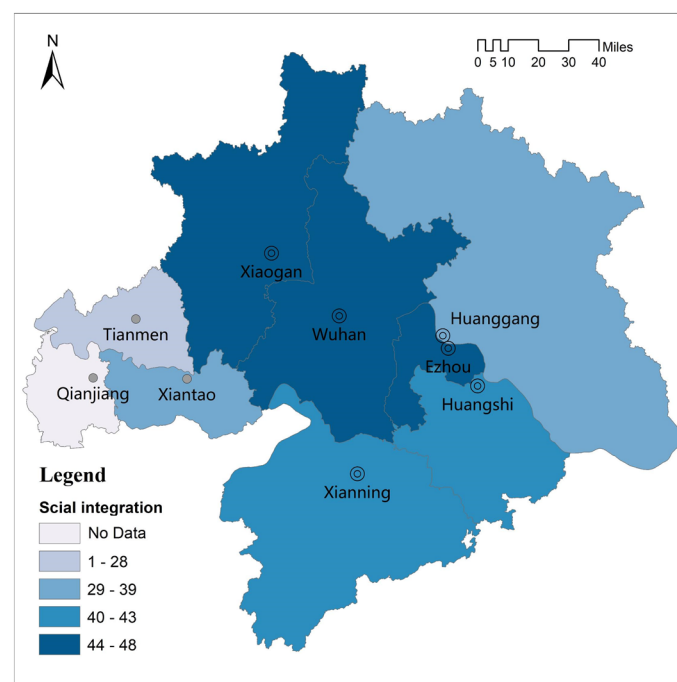 N
Miles
0 5 10 20 30 40
Xiaogan
Wuhan
Huanggang
Ezhou
Huangshi
Tianmen
Qianjiang
Xiantao
Xianning
Legend
Scial integration
No Data
1 - 28
29 - 39
40 - 43
44 - 48